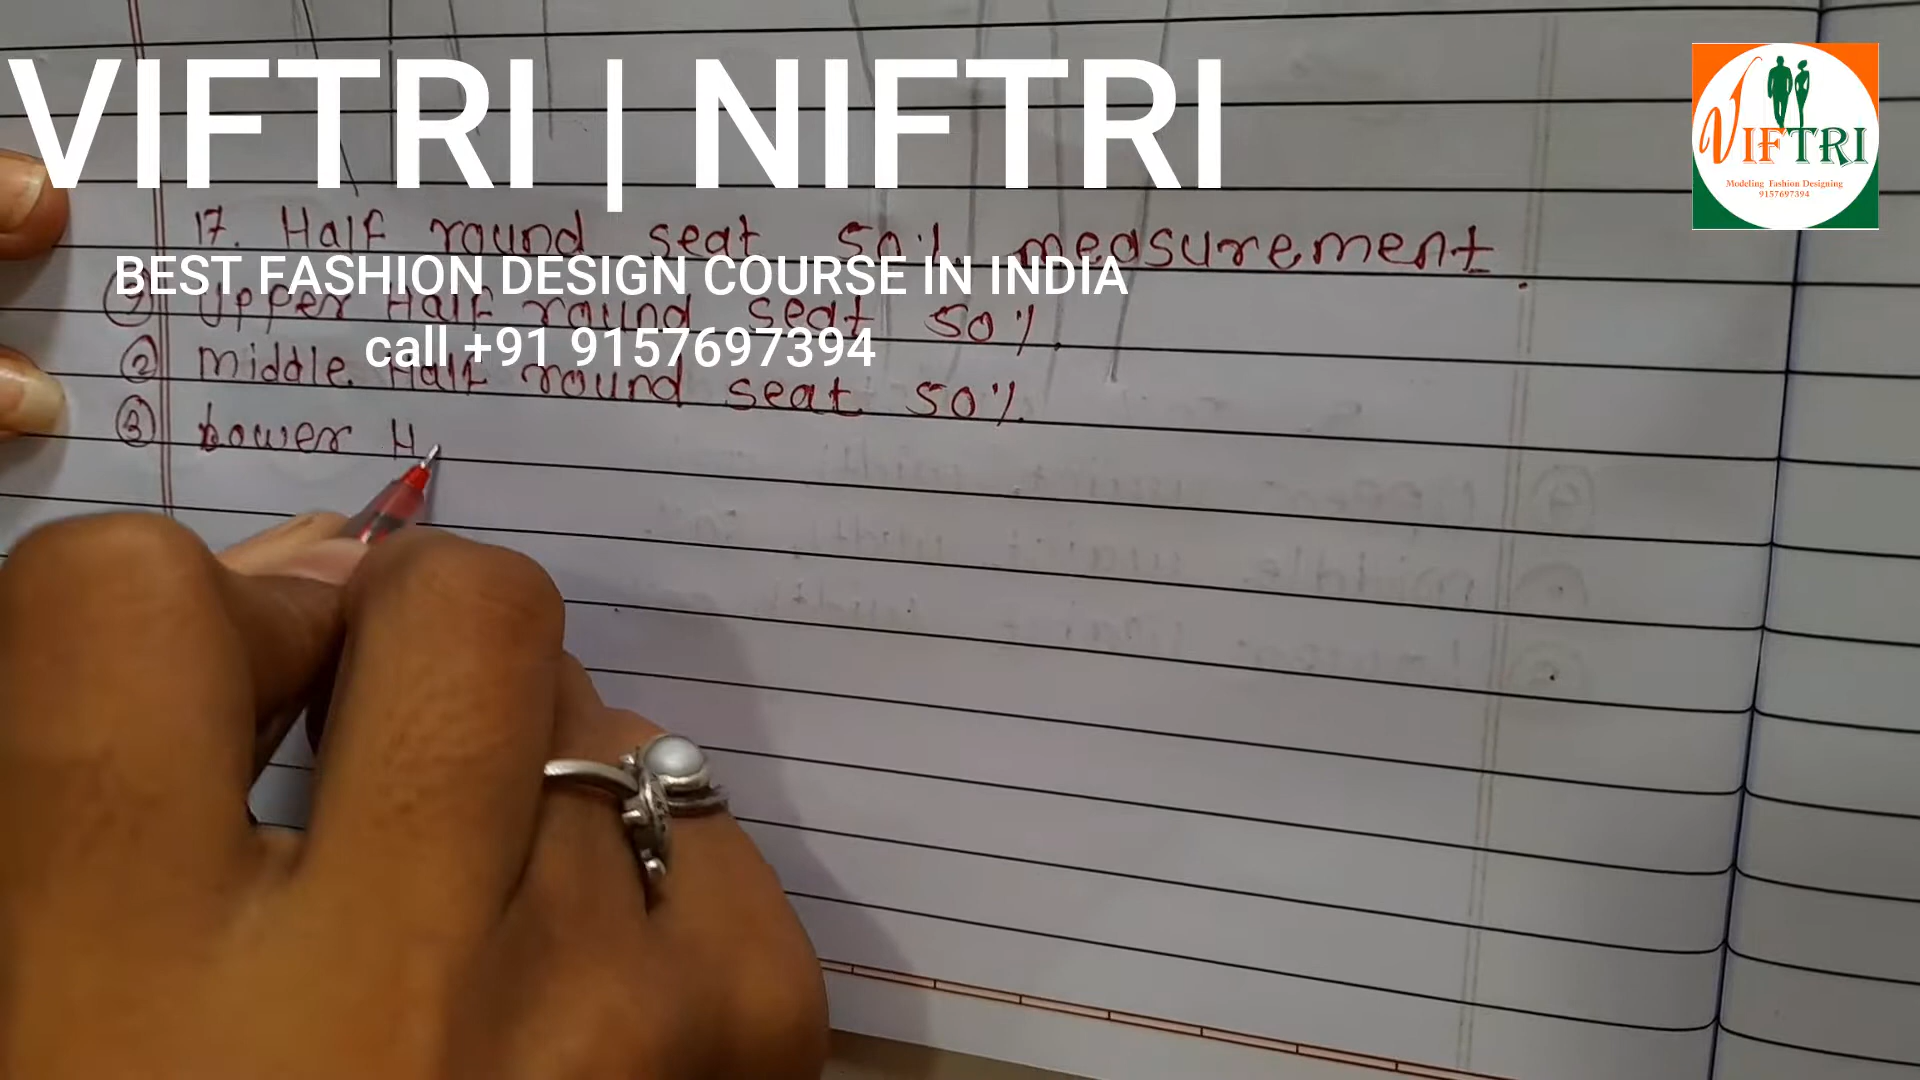 VIFTRI | NIFTRI
VIFTRI
Modeling Fashion Designing
9157697394
17. Half round seat 50% measurement.
BEST FASHION DESIGN COURSE IN INDIA
① Upper Half round seat 50%.
call +91 9157697394
② middle Half round seat 50%.
③ Lower H